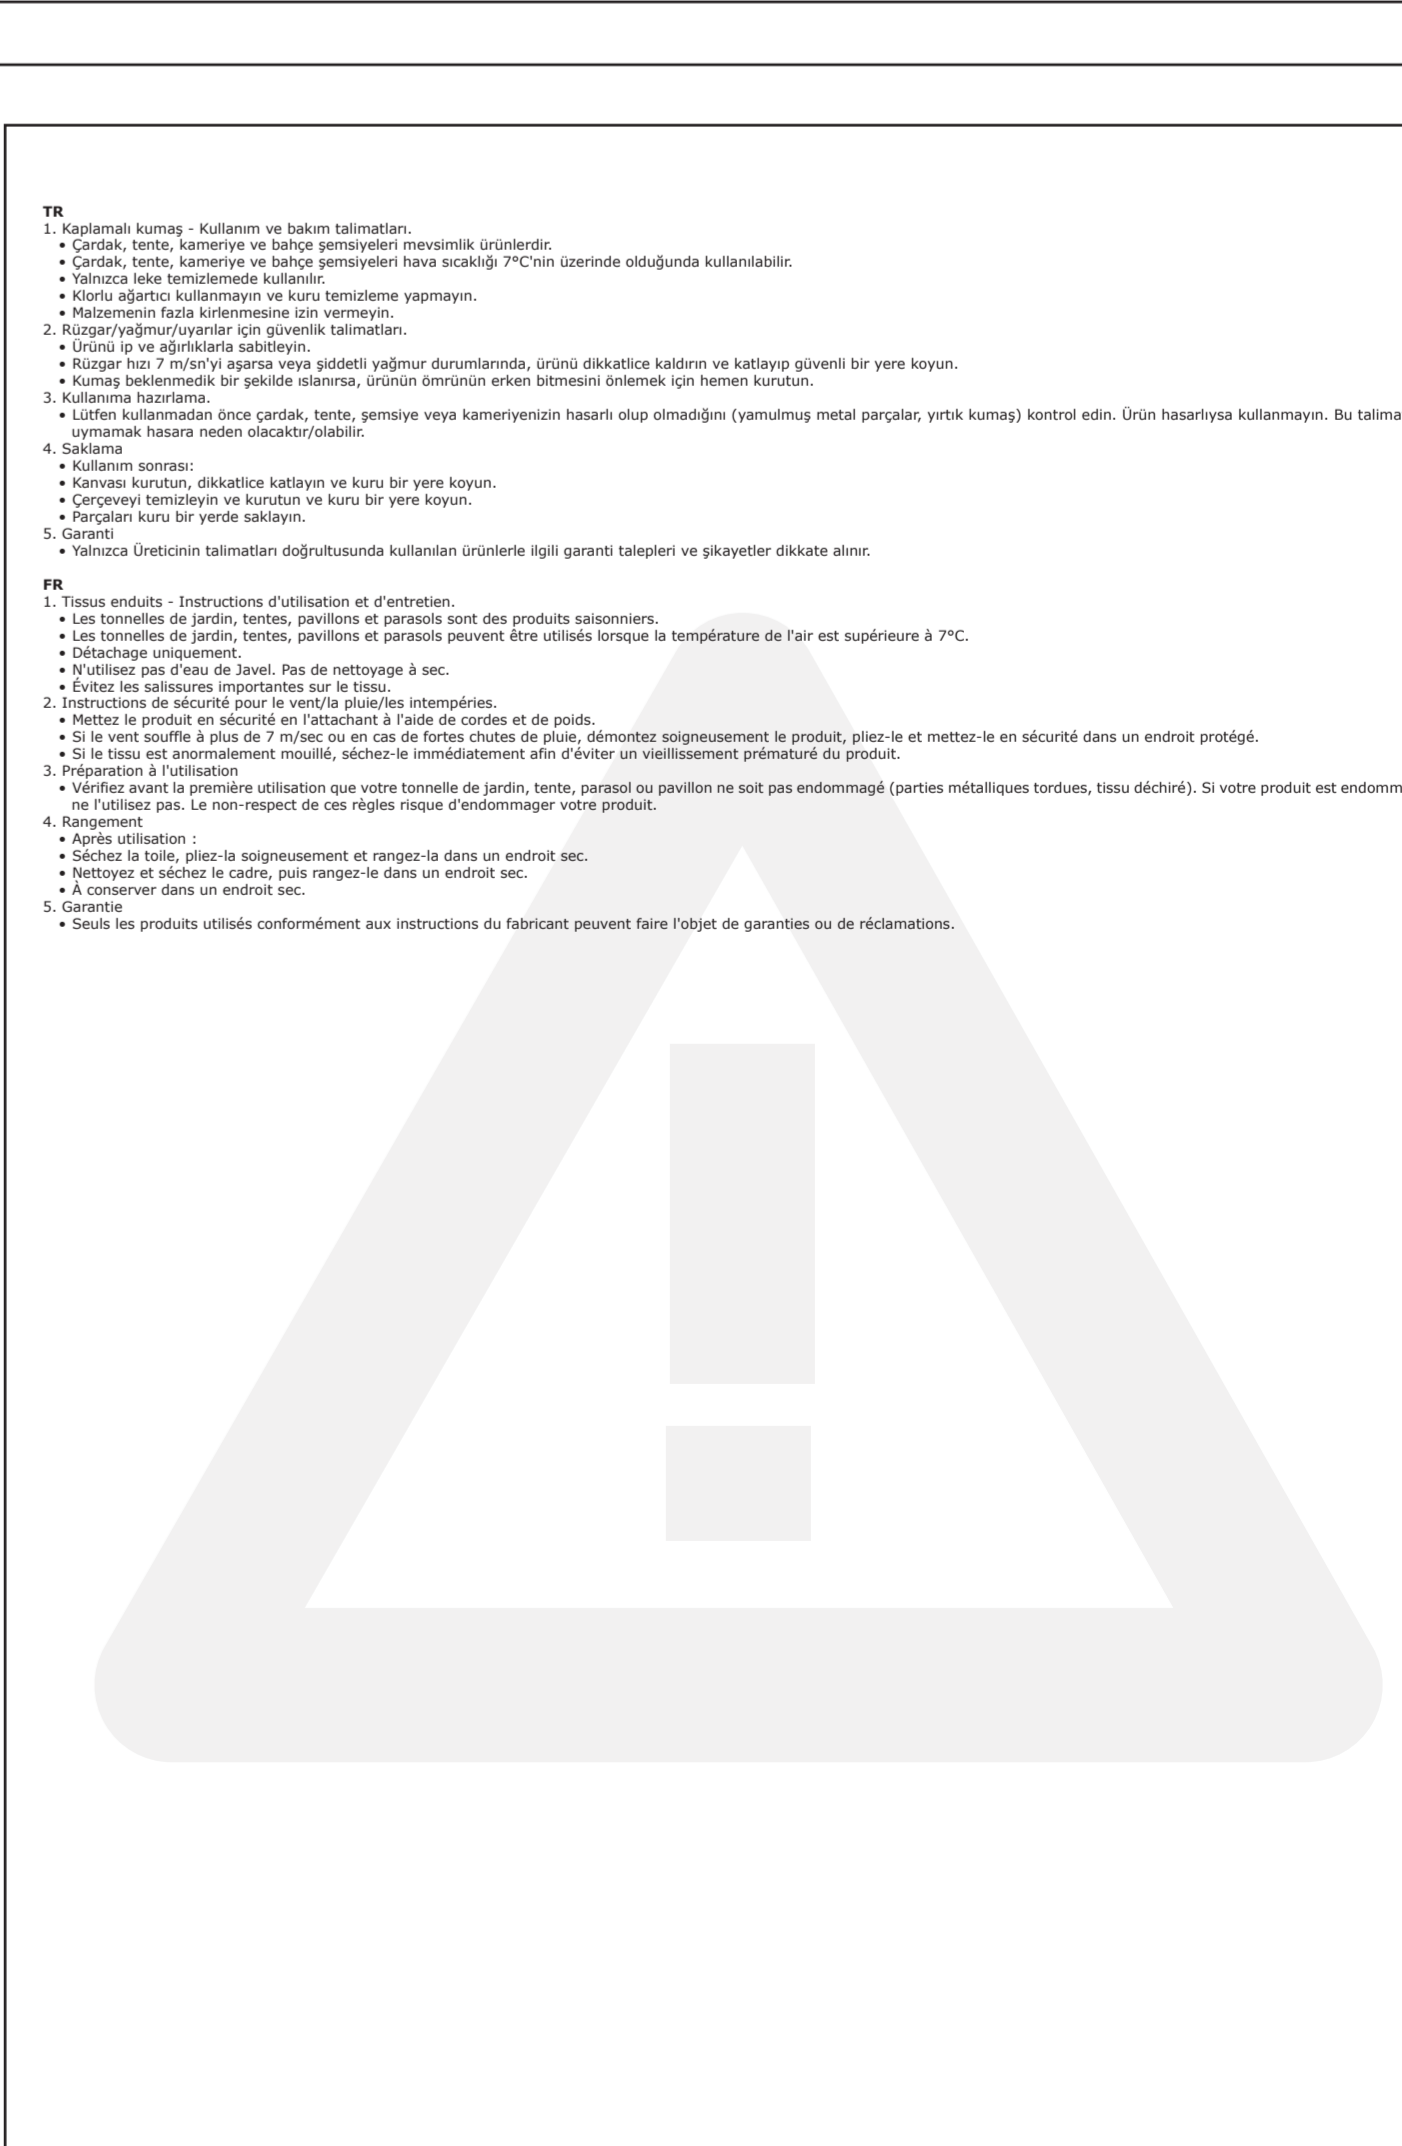 TR
1. Kaplamalı kumaş - Kullanım ve bakım talimatları.
• Çardak, tente, kameriye ve bahçe şemsiyeleri mevsimlik ürünlerdir.
• Çardak, tente, kameriye ve bahçe şemsiyeleri hava sıcaklığı 7°C'nin üzerinde olduğunda kullanılabilir.
• Yalnızca leke temizlemede kullanılır.
• Klorlu ağartıcı kullanmayın ve kuru temizleme yapmayın.
• Malzemenin fazla kirlenmesine izin vermeyin.
2. Rüzgar/yağmur/uyarılar için güvenlik talimatları.
• Ürünü ip ve ağırlıklarla sabitleyin.
• Rüzgar hızı 7 m/sn'yi aşarsa veya şiddetli yağmur durumlarında, ürünü dikkatlice kaldırın ve katlayıp güvenli bir yere koyun.
• Kumaş beklenmedik bir şekilde ıslanırsa, ürünün ömrünün erken bitmesini önlemek için hemen kurutun.
3. Kullanıma hazırlama.
• Lütfen kullanmadan önce çardak, tente, şemsiye veya kameriyenizin hasarlı olup olmadığını (yamulmuş metal parçalar, yırtık kumaş) kontrol edin. Ürün hasarlıysa kullanmayın. Bu talima
uymamak hasara neden olacaktır/olabilir.
4. Saklama
• Kullanım sonrası:
• Kanvası kurutun, dikkatlice katlayın ve kuru bir yere koyun.
• Çerçeveyi temizleyin ve kurutun ve kuru bir yere koyun.
• Parçaları kuru bir yerde saklayın.
5. Garanti
• Yalnızca Üreticinin talimatları doğrultusunda kullanılan ürünlerle ilgili garanti talepleri ve şikayetler dikkate alınır.
FR
1. Tissus enduits - Instructions d'utilisation et d'entretien.
• Les tonnelles de jardin, tentes, pavillons et parasols sont des produits saisonniers.
• Les tonnelles de jardin, tentes, pavillons et parasols peuvent être utilisés lorsque la température de l'air est supérieure à 7°C.
• Détachage uniquement.
• N'utilisez pas d'eau de Javel. Pas de nettoyage à sec.
• Évitez les salissures importantes sur le tissu.
2. Instructions de sécurité pour le vent/la pluie/les intempéries.
• Mettez le produit en sécurité en l'attachant à l'aide de cordes et de poids.
• Si le vent souffle à plus de 7 m/sec ou en cas de fortes chutes de pluie, démontez soigneusement le produit, pliez-le et mettez-le en sécurité dans un endroit protégé.
• Si le tissu est anormalement mouillé, séchez-le immédiatement afin d'éviter un vieillissement prématuré du produit.
3. Préparation à l'utilisation
• Vérifiez avant la première utilisation que votre tonnelle de jardin, tente, parasol ou pavillon ne soit pas endommagé (parties métalliques tordues, tissu déchiré). Si votre produit est endomm
ne l'utilisez pas. Le non-respect de ces règles risque d'endommager votre produit.
4. Rangement
• Après utilisation :
• Séchez la toile, pliez-la soigneusement et rangez-la dans un endroit sec.
• Nettoyez et séchez le cadre, puis rangez-le dans un endroit sec.
• À conserver dans un endroit sec.
5. Garantie
• Seuls les produits utilisés conformément aux instructions du fabricant peuvent faire l'objet de garanties ou de réclamations.